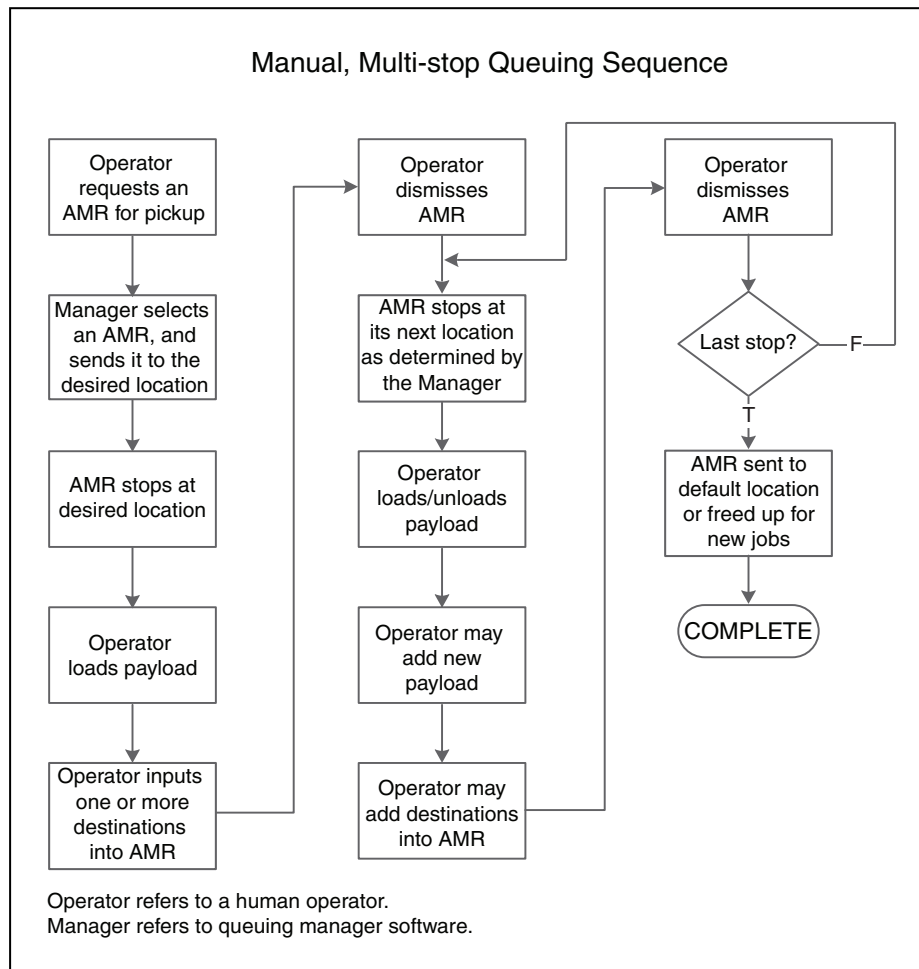 Manual, Multi-stop Queuing Sequence
Operator
requests an
AMR for pickup
Manager selects
an AMR, and
sends it to the
desired location
AMR stops at
desired location
Operator
loads payload
Operator inputs
one or more
destinations
into AMR
Operator
dismisses
AMR
AMR stops at
its next location
as determined by
the Manager
Operator
loads/unloads
payload
Operator may
add new
payload
Operator may
add destinations
into AMR
Operator
dismisses
AMR
Last stop?
F
T
AMR sent to
default location
or freed up for
new jobs
COMPLETE
Operator refers to a human operator.
Manager refers to queuing manager software.